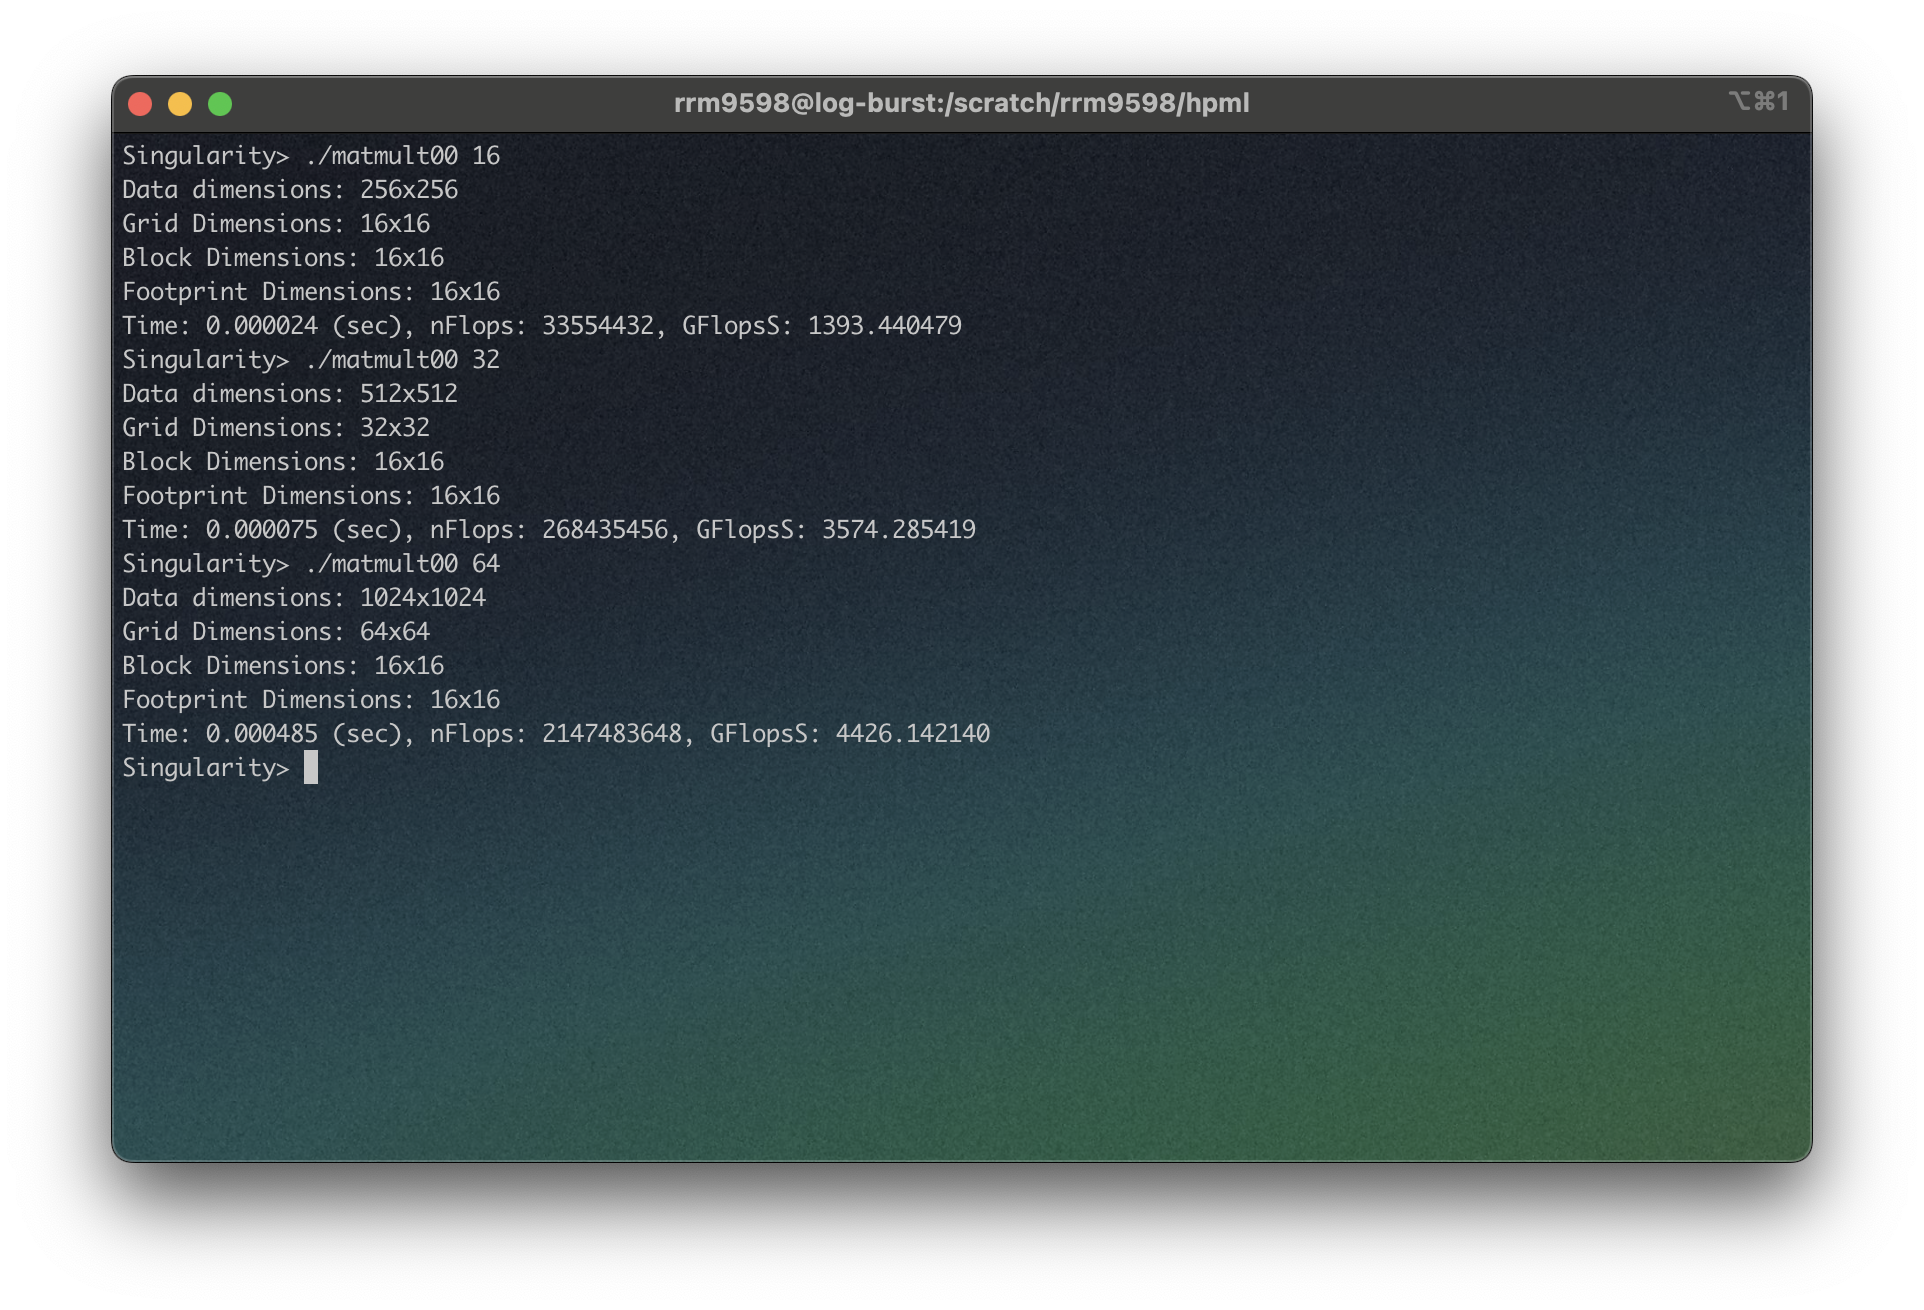 rrm9598@log-burst:/scratch/rrm9598/hpml
⌥⌘1
Singularity> ./matmult00 16
Data dimensions: 256x256
Grid Dimensions: 16x16
Block Dimensions: 16x16
Footprint Dimensions: 16x16
Time: 0.000024 (sec), nFlops: 33554432, GFlopsS: 1393.440479
Singularity> ./matmult00 32
Data dimensions: 512x512
Grid Dimensions: 32x32
Block Dimensions: 16x16
Footprint Dimensions: 16x16
Time: 0.000075 (sec), nFlops: 268435456, GFlopsS: 3574.285419
Singularity> ./matmult00 64
Data dimensions: 1024x1024
Grid Dimensions: 64x64
Block Dimensions: 16x16
Footprint Dimensions: 16x16
Time: 0.000485 (sec), nFlops: 2147483648, GFlopsS: 4426.142140
Singularity>